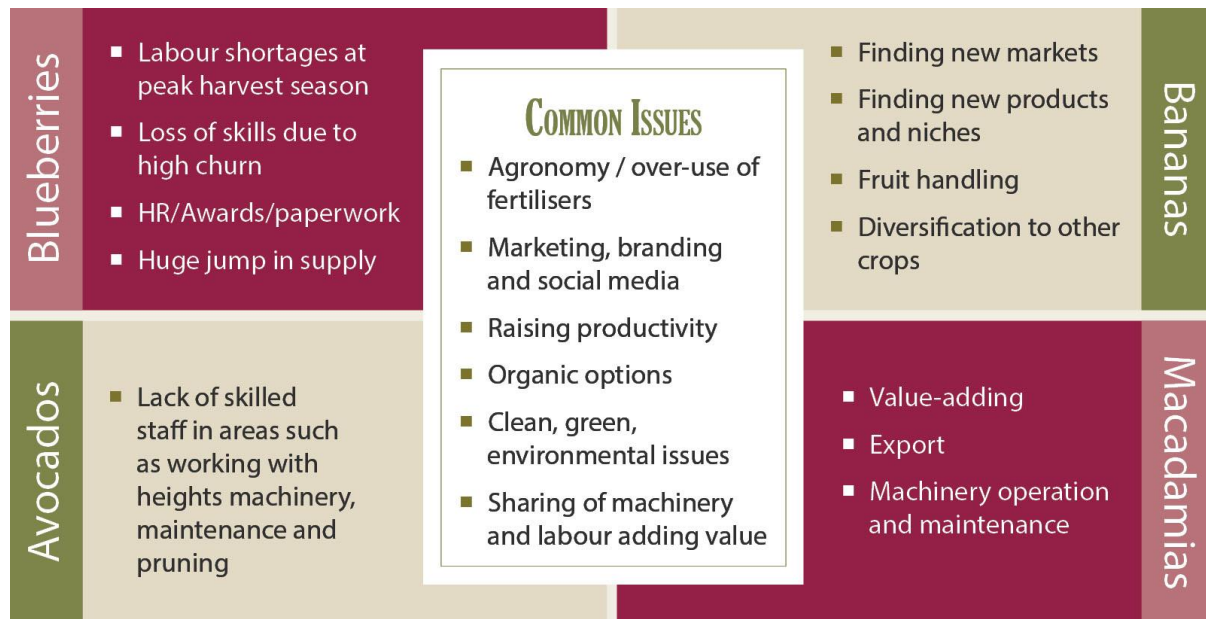 Blueberries
Labour shortages at
peak harvest season
Loss of skills due to
high churn
HR/Awards/paperwork
Huge jump in supply
Bananas
Finding new markets
Finding new products
and niches
Fruit handling
Diversification to other
crops
COMMON ISSUES
Agronomy / over-use of
fertilisers
Marketing, branding
and social media
Raising productivity
Organic options
Clean, green,
environmental issues
Sharing of machinery
and labour adding value
Avocados
Lack of skilled
staff in areas such
as working with
heights machinery,
maintenance and
pruning
Macadamias
Value-adding
Export
Machinery operation
and maintenance